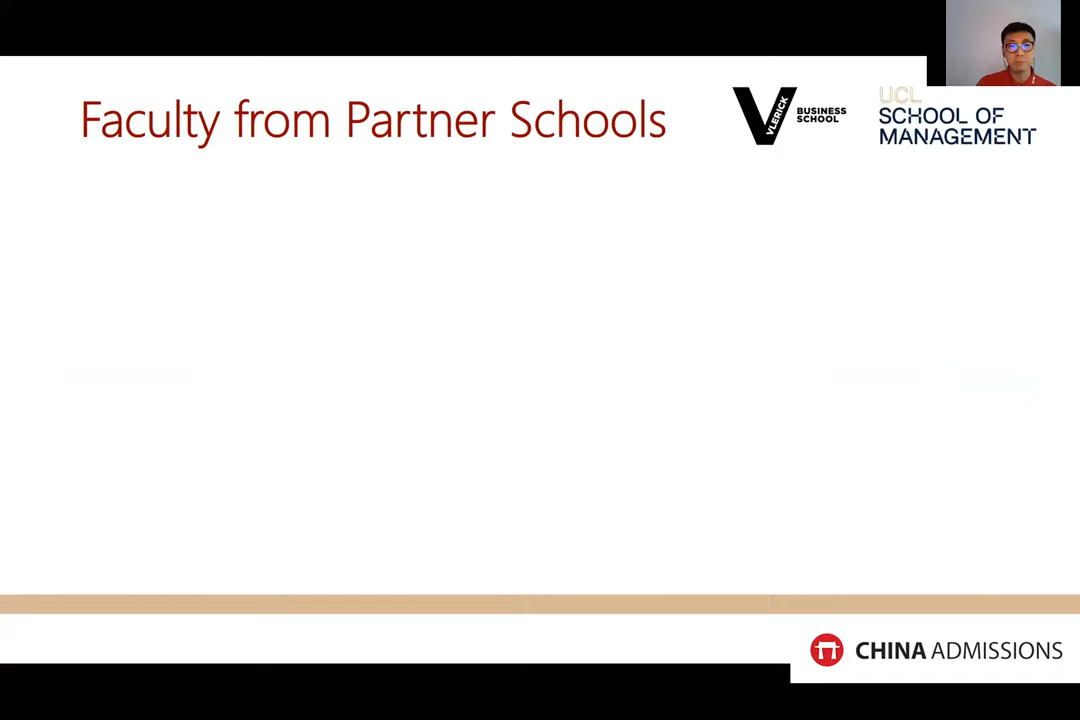 Faculty from Partner Schools
VLERICK
BUSINESS
SCHOOL
UCL
SCHOOL OF
MANAGEMENT
CHINA ADMISSIONS